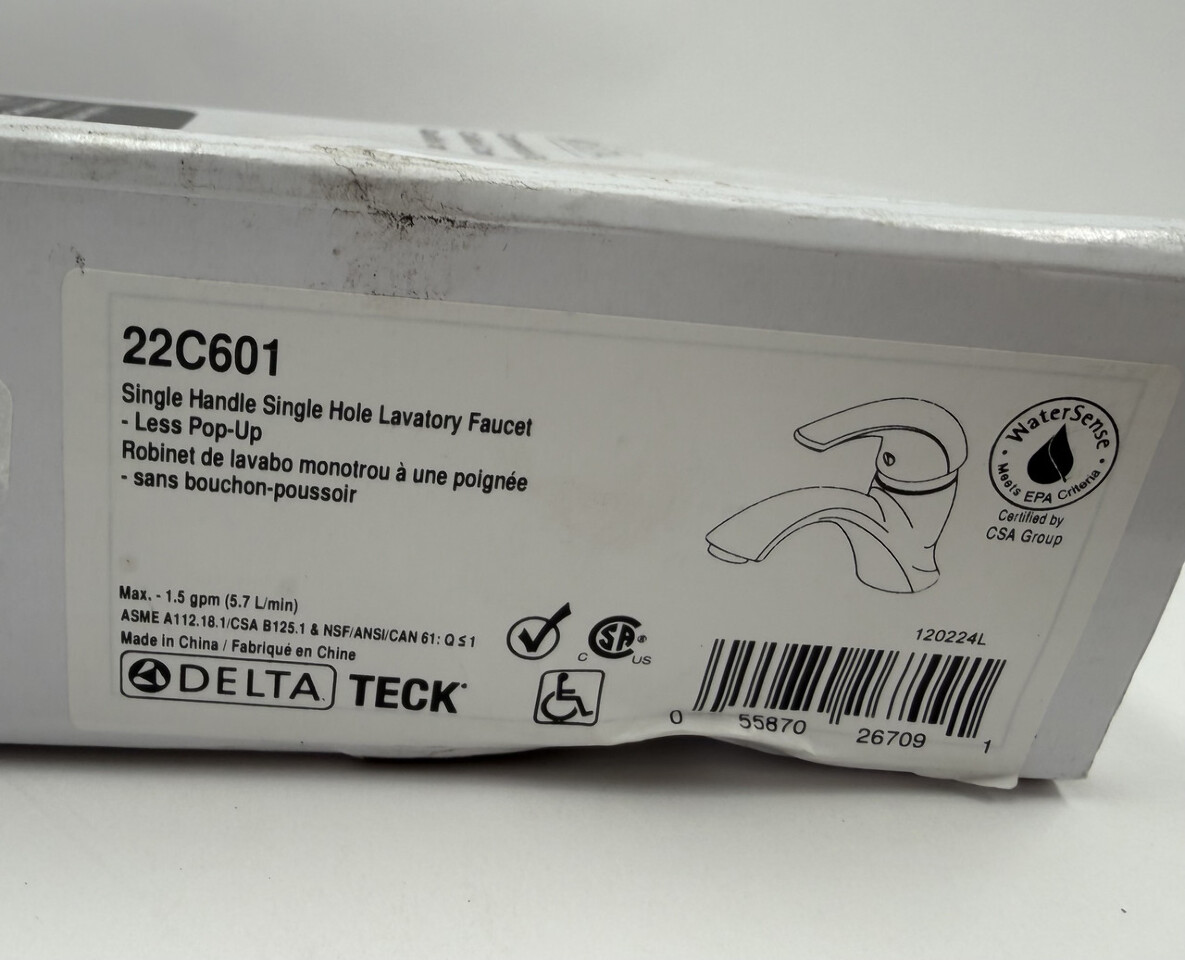 22C601
Single Handle Single Hole Lavatory Faucet
- Less Pop-Up
Robinet de lavabo monotrou à une poignée
- sans bouchon-poussoir
WaterSense
Meets EPA Criteria
Certified by
CSA Group
Max. - 1.5 gpm (5.7 L/min)
ASME A112.18.1/CSA B125.1 & NSF/ANSI/CAN 61: Q ≤ 1
Made in China / Fabriqué en Chine
DELTA TECK
C SA® US
120224L
0 55870 26709 1